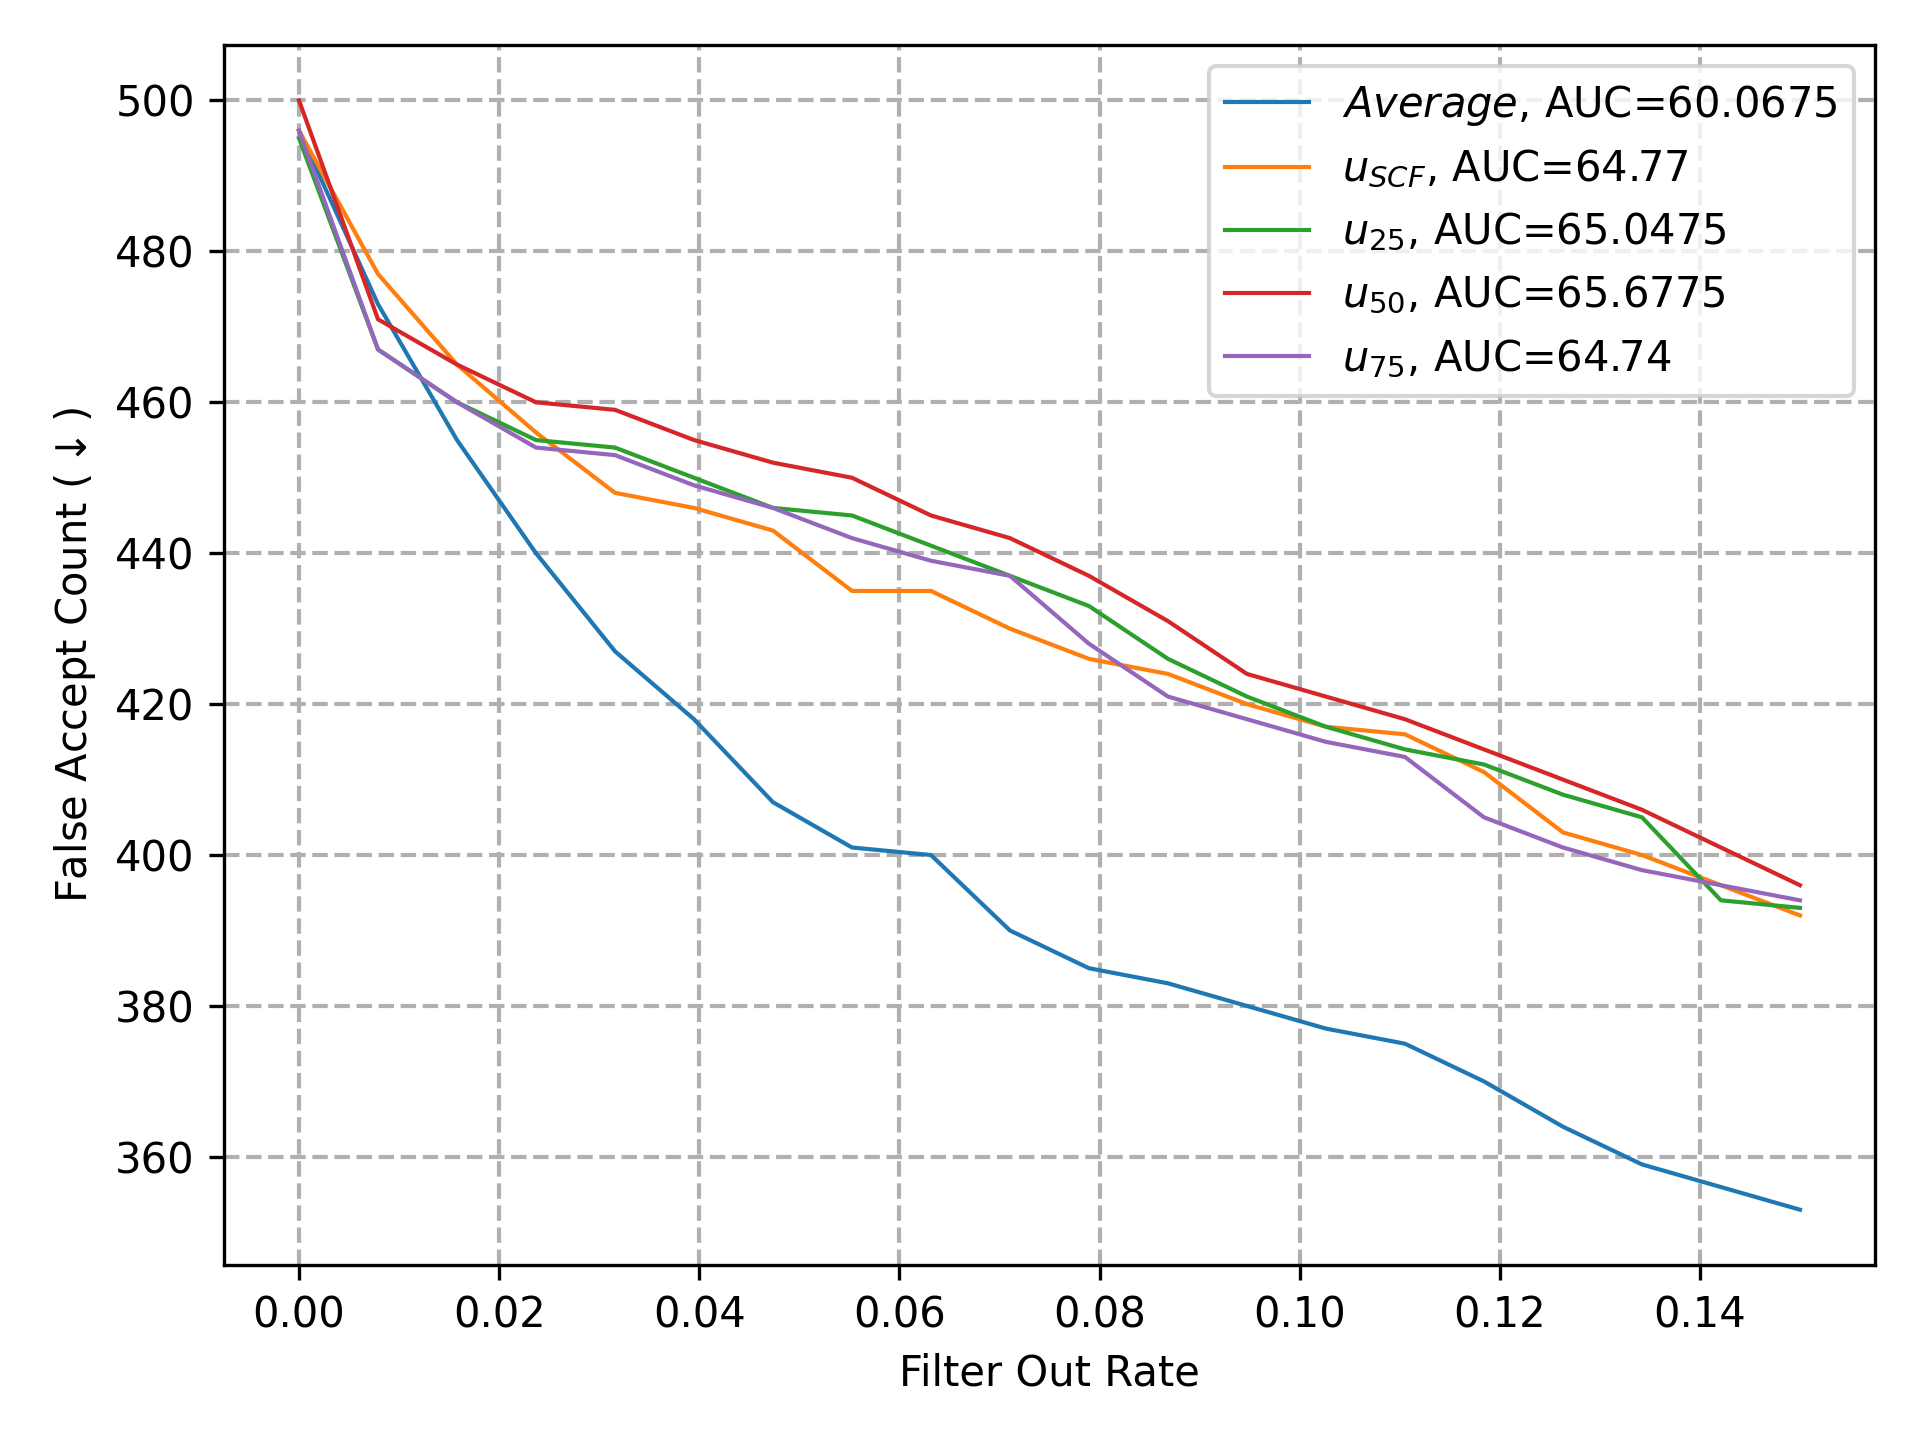 Average, AUC=60.0675
u_SCF, AUC=64.77
u_25, AUC=65.0475
u_50, AUC=65.6775
u_75, AUC=64.74
False Accept Count (↓)
500
480
460
440
420
400
380
360
0.00 0.02 0.04 0.06 0.08 0.10 0.12 0.14
Filter Out Rate